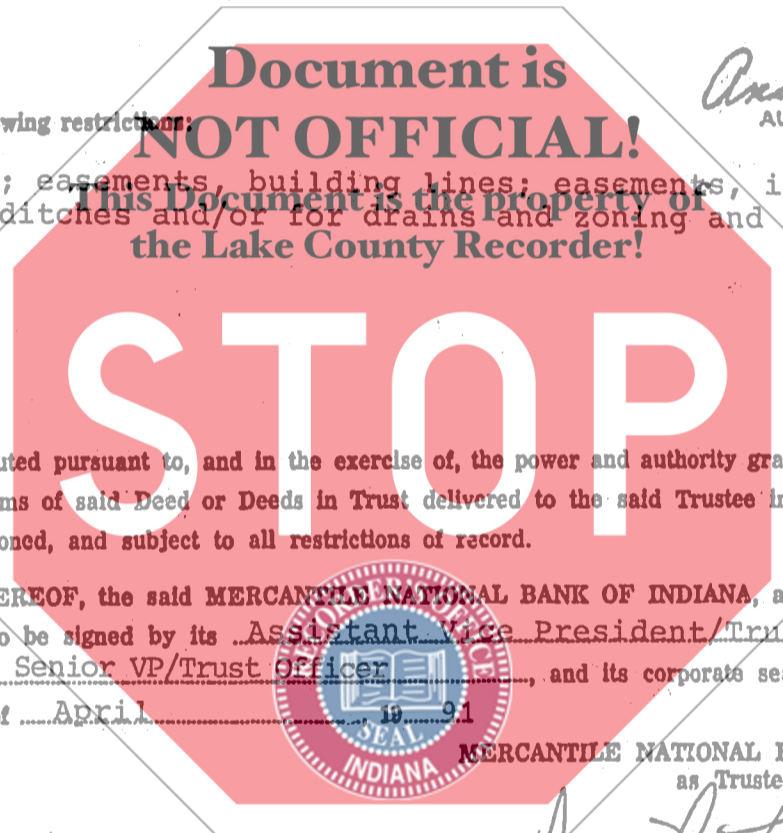 Document is
wing restrictions:
NOT OFFICIAL!
; easements, building lines; easements, i
This Document is the property of
ditches and/or for drains and zoning and
the Lake County Recorder!
STOP
uted pursuant to, and in the exercise of, the power and authority gra
ms of said Deed or Deeds in Trust delivered to the said Trustee in
oned, and subject to all restrictions of record.
EREOF, the said MERCANTILE NATIONAL BANK OF INDIANA, a
o be signed by its Assistant Vice President/Tru
Senior VP/Trust Officer, and its corporate sea
f April, 19 91
RECORDER'S OFFICE
SEAL
INDIANA
MERCANTILE NATIONAL B
as Truste